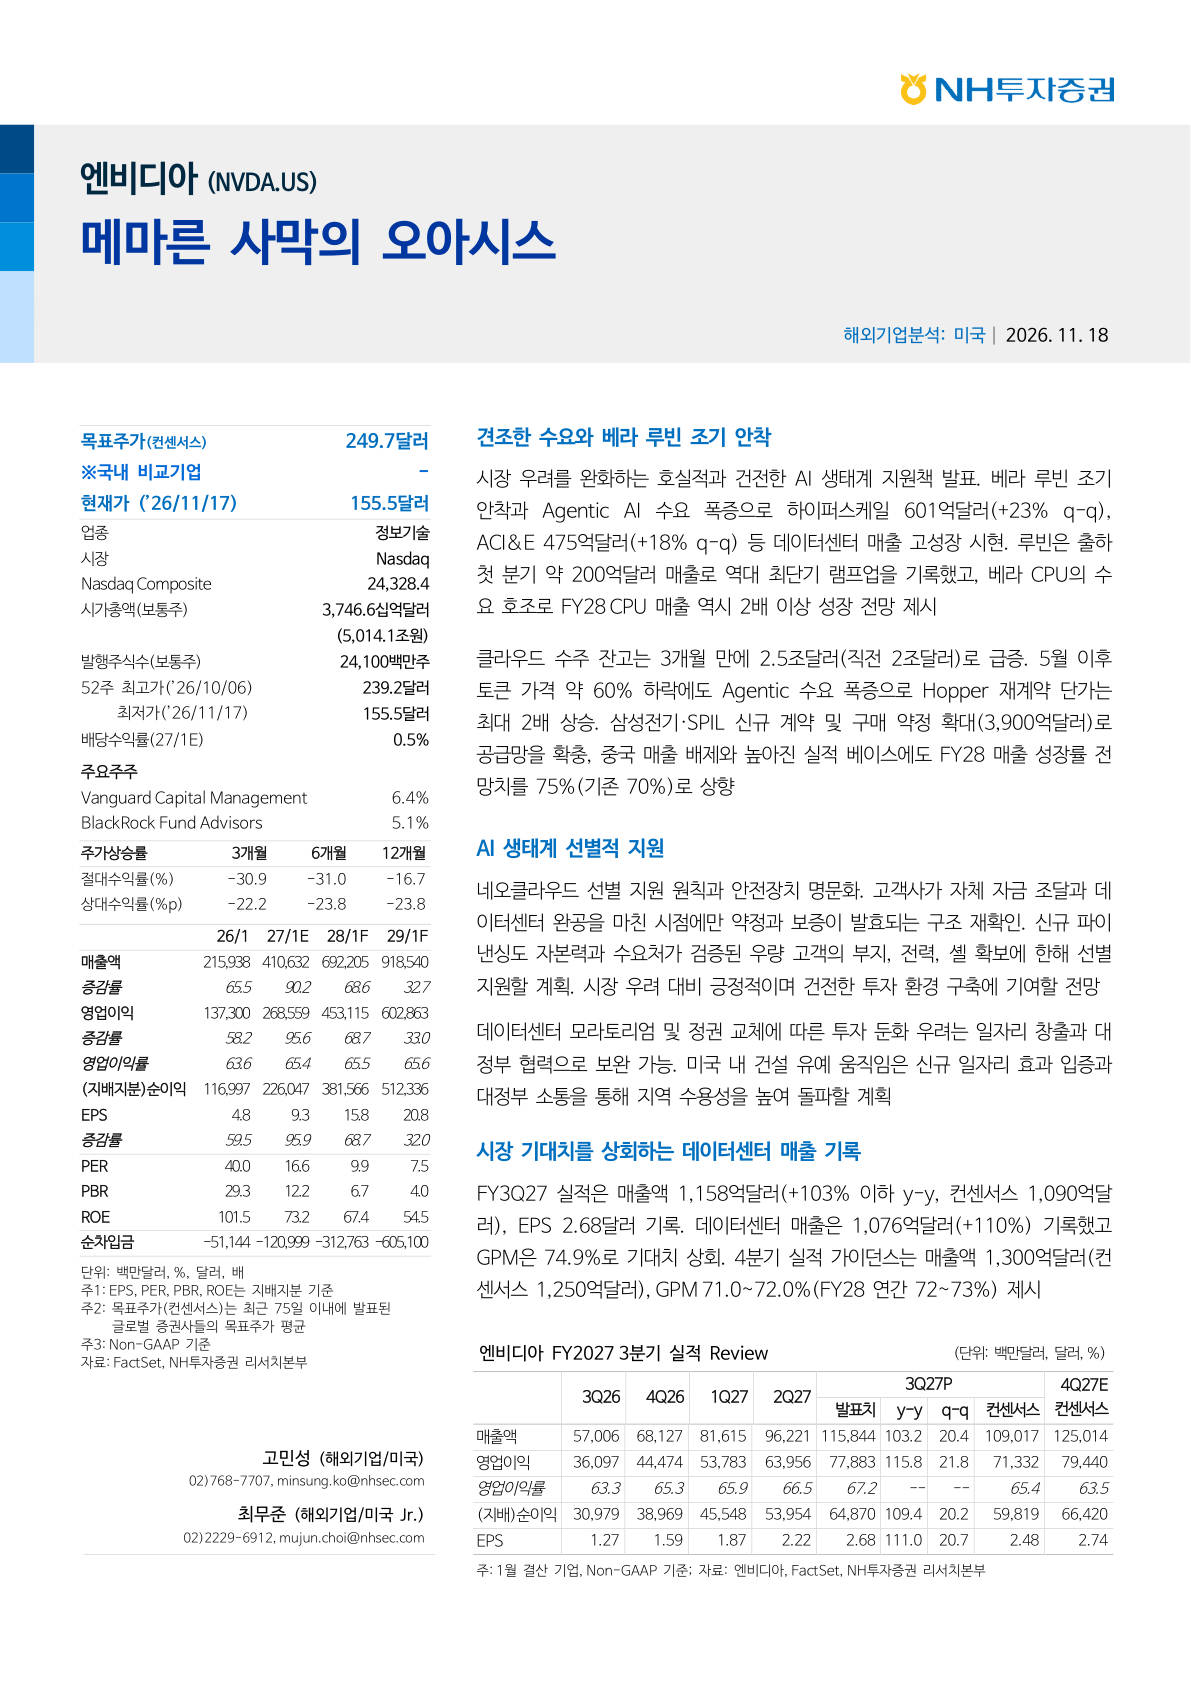 NH투자증권
엔비디아 (NVDA.US)
메마른 사막의 오아시스
해외기업분석: 미국 | 2026. 11. 18
목표주가(컨센서스) 249.7달러
※국내 비교기업 -
현재가 ('26/11/17) 155.5달러
업종 정보기술
시장 Nasdaq
Nasdaq Composite 24,328.4
시가총액(보통주) 3,746.6십억달러
(5,014.1조원)
발행주식수(보통주) 24,100백만주
52주 최고가('26/10/06) 239.2달러
최저가('26/11/17) 155.5달러
배당수익률(27/1E) 0.5%
주요주주
Vanguard Capital Management 6.4%
BlackRock Fund Advisors 5.1%
주가상승률 3개월 6개월 12개월
절대수익률(%) -30.9 -31.0 -16.7
상대수익률(%p) -22.2 -23.8 -23.8
26/1 27/1E 28/1F 29/1F
매출액 215,938 410,632 692,205 918,540
증감률 65.5 90.2 68.6 32.7
영업이익 137,300 268,559 453,115 602,863
증감률 58.2 95.6 68.7 33.0
영업이익률 63.6 65.4 65.5 65.6
(지배지분)순이익 116,997 226,047 381,566 512,336
EPS 4.8 9.3 15.8 20.8
증감률 59.5 95.9 68.7 32.0
PER 40.0 16.6 9.9 7.5
PBR 29.3 12.2 6.7 4.0
ROE 101.5 73.2 67.4 54.5
순차입금 -51,144 -120,999 -312,763 -605,100
단위: 백만달러, %, 달러, 배
주1: EPS, PER, PBR, ROE는 지배지분 기준
주2: 목표주가(컨센서스)는 최근 75일 이내에 발표된
글로벌 증권사들의 목표주가 평균
주3: Non-GAAP 기준
자료: FactSet, NH투자증권 리서치본부
고민성 (해외기업/미국)
02)768-7707, minsung.ko@nhsec.com
최무준 (해외기업/미국 Jr.)
02)2229-6912, mujun.choi@nhsec.com
견조한 수요와 베라 루빈 조기 안착
시장 우려를 완화하는 호실적과 건전한 AI 생태계 지원책 발표. 베라 루빈 조기
안착과 Agentic AI 수요 폭증으로 하이퍼스케일 601억달러(+23% q-q),
ACI&E 475억달러(+18% q-q) 등 데이터센터 매출 고성장 시현. 루빈은 출하
첫 분기 약 200억달러 매출로 역대 최단기 램프업을 기록했고, 베라 CPU의 수
요 호조로 FY28 CPU 매출 역시 2배 이상 성장 전망 제시
클라우드 수주 잔고는 3개월 만에 2.5조달러(직전 2조달러)로 급증. 5월 이후
토큰 가격 약 60% 하락에도 Agentic 수요 폭증으로 Hopper 재계약 단가는
최대 2배 상승. 삼성전기·SPIL 신규 계약 및 구매 약정 확대(3,900억달러)로
공급망을 확충, 중국 매출 배제와 높아진 실적 베이스에도 FY28 매출 성장률 전
망치를 75%(기존 70%)로 상향
AI 생태계 선별적 지원
네오클라우드 선별 지원 원칙과 안전장치 명문화. 고객사가 자체 자금 조달과 데
이터센터 완공을 마친 시점에만 약정과 보증이 발효되는 구조 재확인. 신규 파이
낸싱도 자본력과 수요처가 검증된 우량 고객의 부지, 전력, 셸 확보에 한해 선별
지원할 계획. 시장 우려 대비 긍정적이며 건전한 투자 환경 구축에 기여할 전망
데이터센터 모라토리엄 및 정권 교체에 따른 투자 둔화 우려는 일자리 창출과 대
정부 협력으로 보완 가능. 미국 내 건설 유예 움직임은 신규 일자리 효과 입증과
대정부 소통을 통해 지역 수용성을 높여 돌파할 계획
시장 기대치를 상회하는 데이터센터 매출 기록
FY3Q27 실적은 매출액 1,158억달러(+103% 이하 y-y, 컨센서스 1,090억달
러), EPS 2.68달러 기록. 데이터센터 매출은 1,076억달러(+110%) 기록했고
GPM은 74.9%로 기대치 상회. 4분기 실적 가이던스는 매출액 1,300억달러(컨
센서스 1,250억달러), GPM 71.0~72.0%(FY28 연간 72~73%) 제시
엔비디아 FY2027 3분기 실적 Review (단위: 백만달러, 달러, %)
3Q26 4Q26 1Q27 2Q27 3Q27P 4Q27E
발표치 y-y q-q 컨센서스 컨센서스
매출액 57,006 68,127 81,615 96,221 115,844 103.2 20.4 109,017 125,014
영업이익 36,097 44,474 53,783 63,956 77,883 115.8 21.8 71,332 79,440
영업이익률 63.3 65.3 65.9 66.5 67.2 -- -- 65.4 63.5
(지배)순이익 30,979 38,969 45,548 53,954 64,870 109.4 20.2 59,819 66,420
EPS 1.27 1.59 1.87 2.22 2.68 111.0 20.7 2.48 2.74
주: 1월 결산 기업, Non-GAAP 기준; 자료: 엔비디아, FactSet, NH투자증권 리서치본부